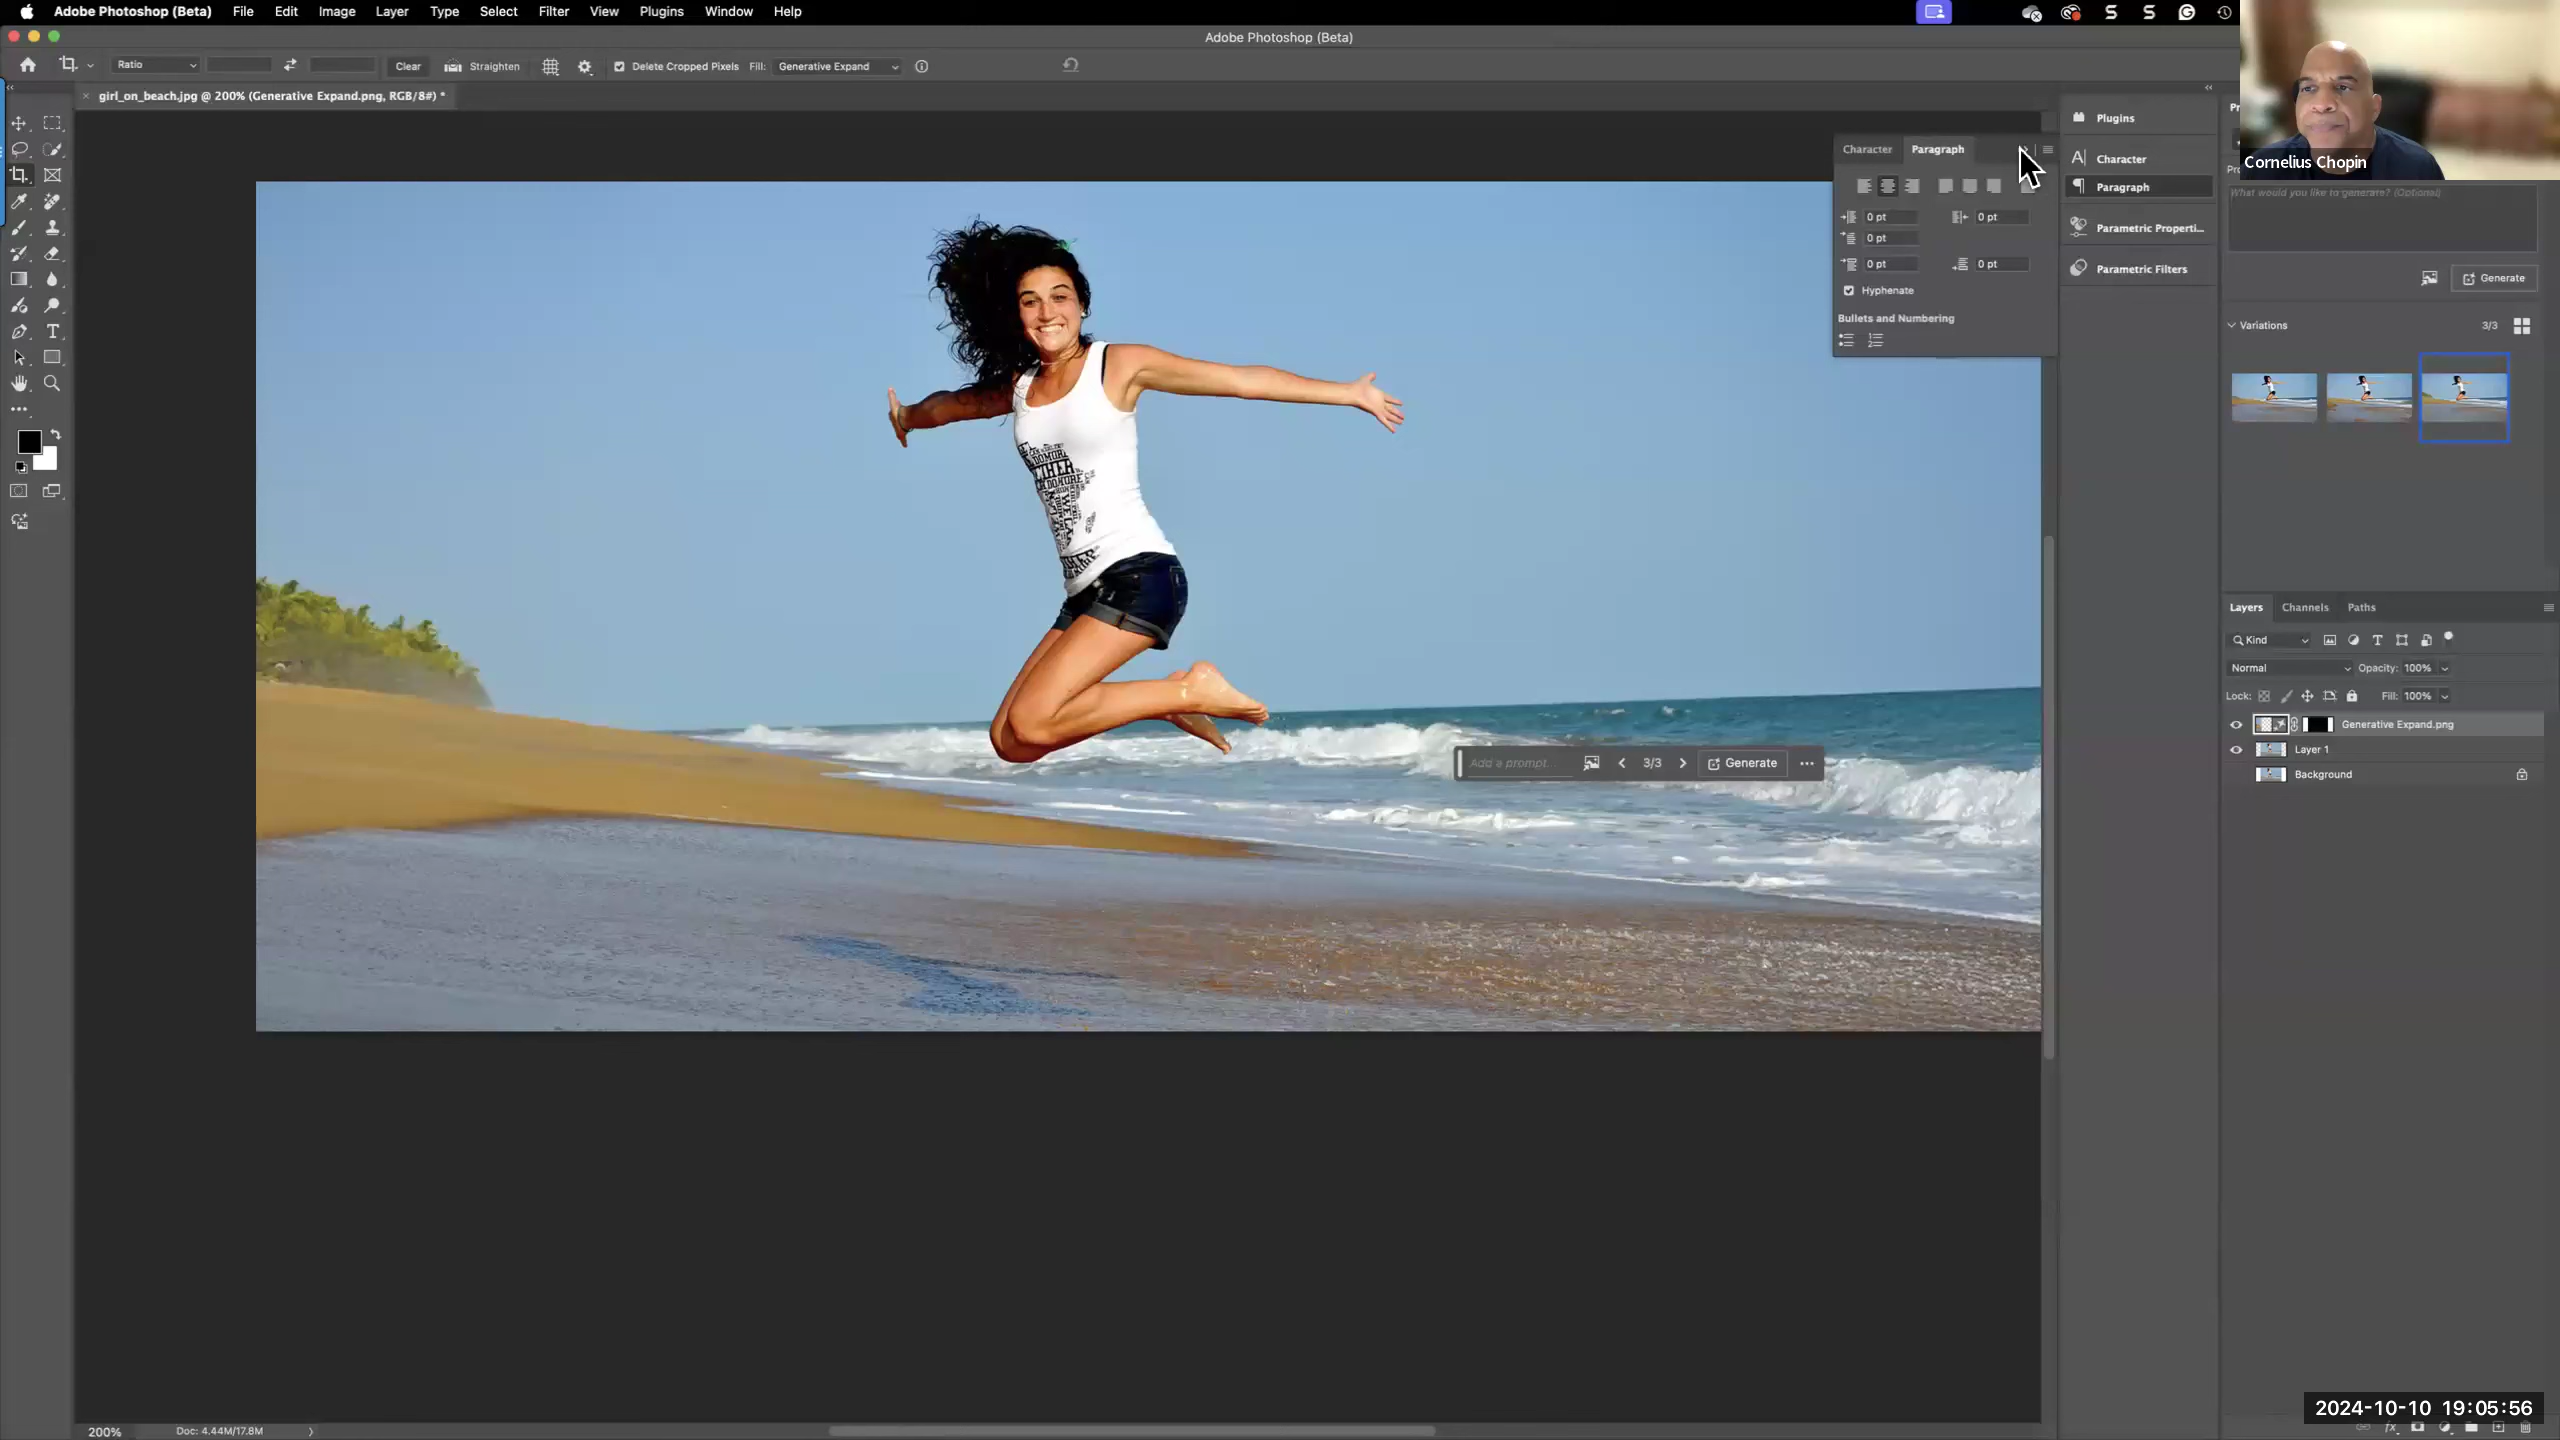 Adobe Photoshop (Beta) File Edit Image Layer Type Select Filter View Plugins Window Help
Adobe Photoshop (Beta)
Ratio Clear Straighten Delete Cropped Pixels Fill: Generative Expand
girl_on_beach.jpg @ 200% (Generative Expand.png, RGB/8#) *
Character Paragraph
0 pt 0 pt
0 pt
0 pt 0 pt
Hyphenate
Bullets and Numbering
Plugins
Character
Paragraph
Parametric Properti...
Parametric Filters
Cornelius Chopin
What would you like to generate? (Optional)
Generate
Variations 3/3
DO MORE
Add a prompt... 3/3 Generate
Layers Channels Paths
Kind
Normal Opacity: 100%
Lock: Fill: 100%
Generative Expand.png
Layer 1
Background
2024-10-10 19:05:56
200% Doc: 4.44M/17.8M